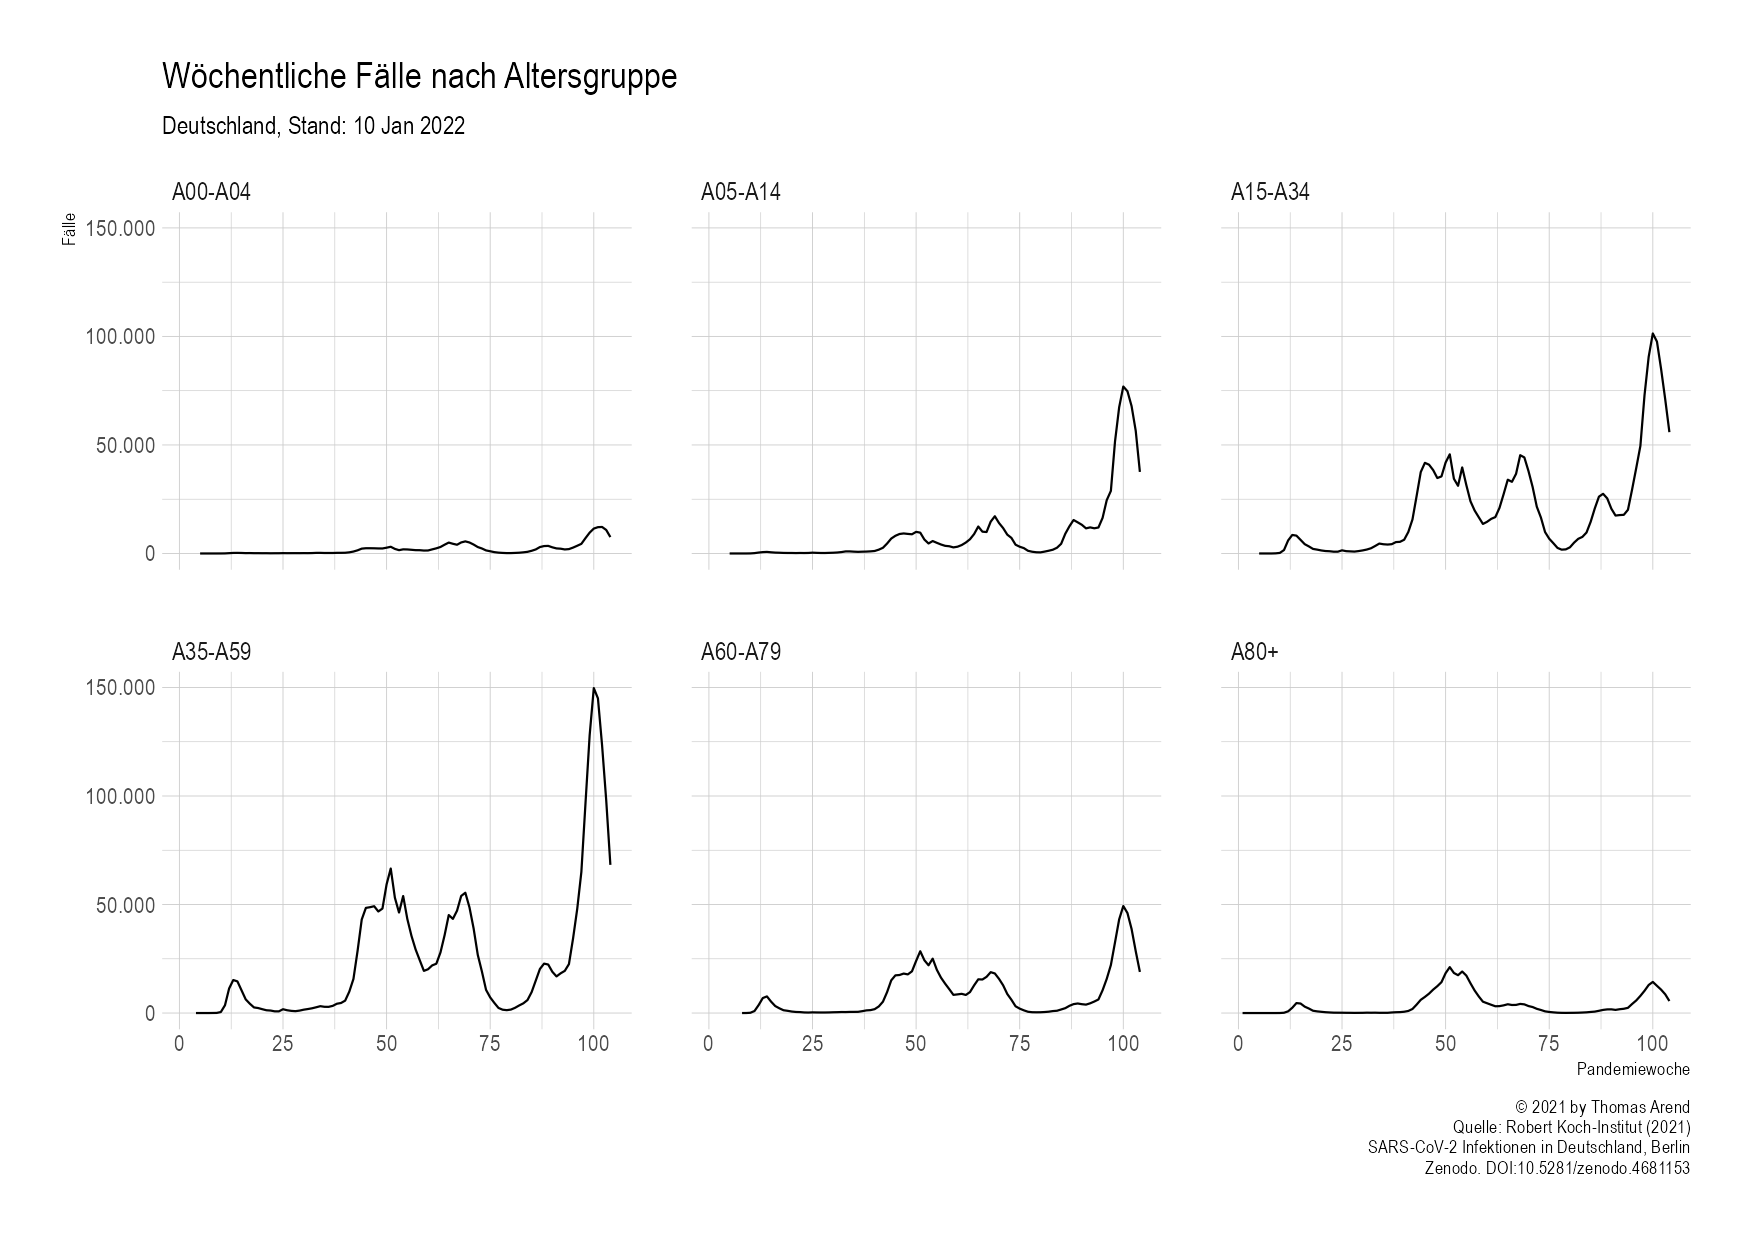 Wöchentliche Fälle nach Altersgruppe
Deutschland, Stand: 10 Jan 2022
A00-A04
A05-A14
A15-A34
Fälle
150.000
100.000
50.000
0
A35-A59
A60-A79
A80+
150.000
100.000
50.000
0
0 25 50 75 100
0 25 50 75 100
0 25 50 75 100
Pandemiewoche
© 2021 by Thomas Arend
Quelle: Robert Koch-Institut (2021)
SARS-CoV-2 Infektionen in Deutschland, Berlin
Zenodo. DOI:10.5281/zenodo.4681153